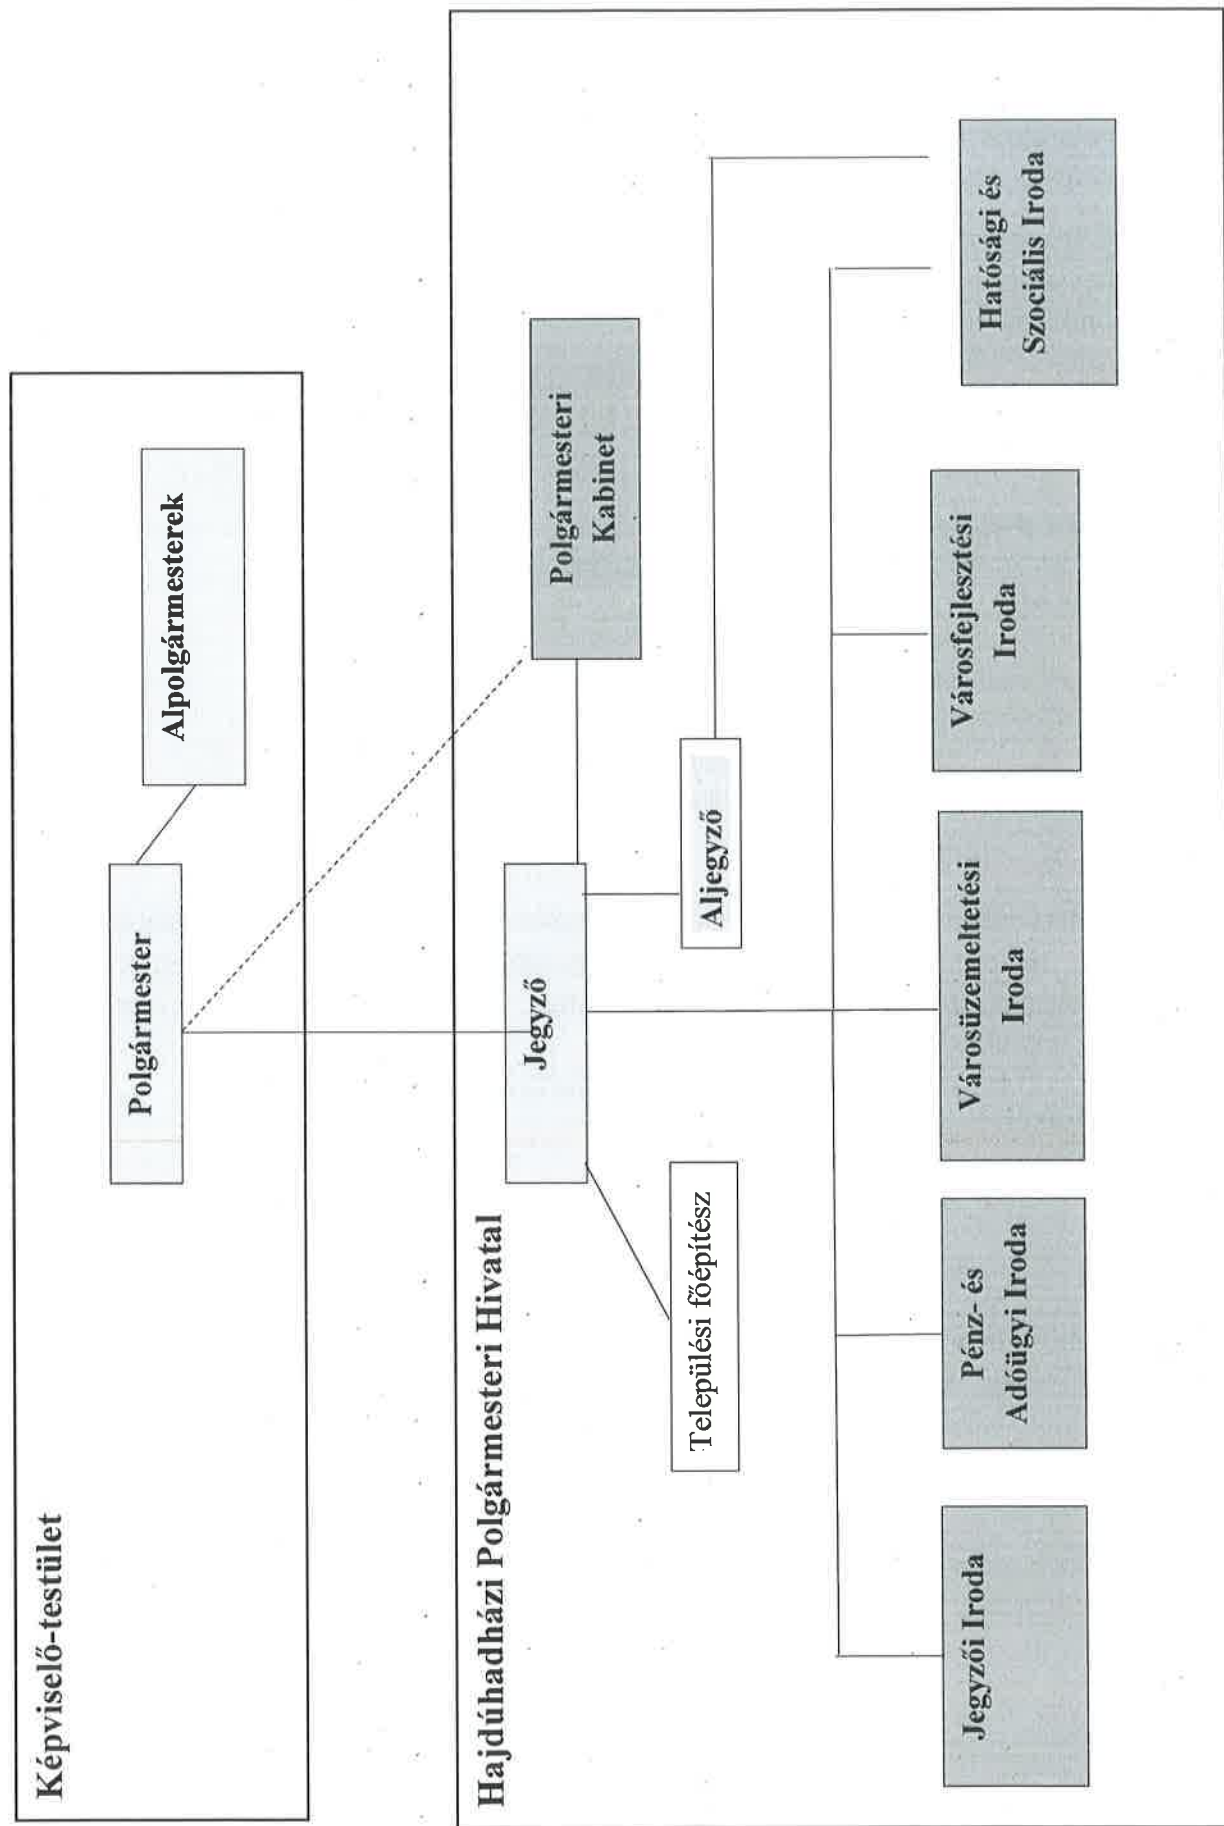 Képviselő-testület
Polgármester
Alpolgármesterek
Hajdúhadházi Polgármesteri Hivatal
Jegyző
Polgármesteri
Kabinet
Települési főépítész
Aljegyző
Jegyzői Iroda
Pénz- és
Adóügyi Iroda
Városüzemeltetési
Iroda
Városfejlesztési
Iroda
Hatósági és
Szociális Iroda